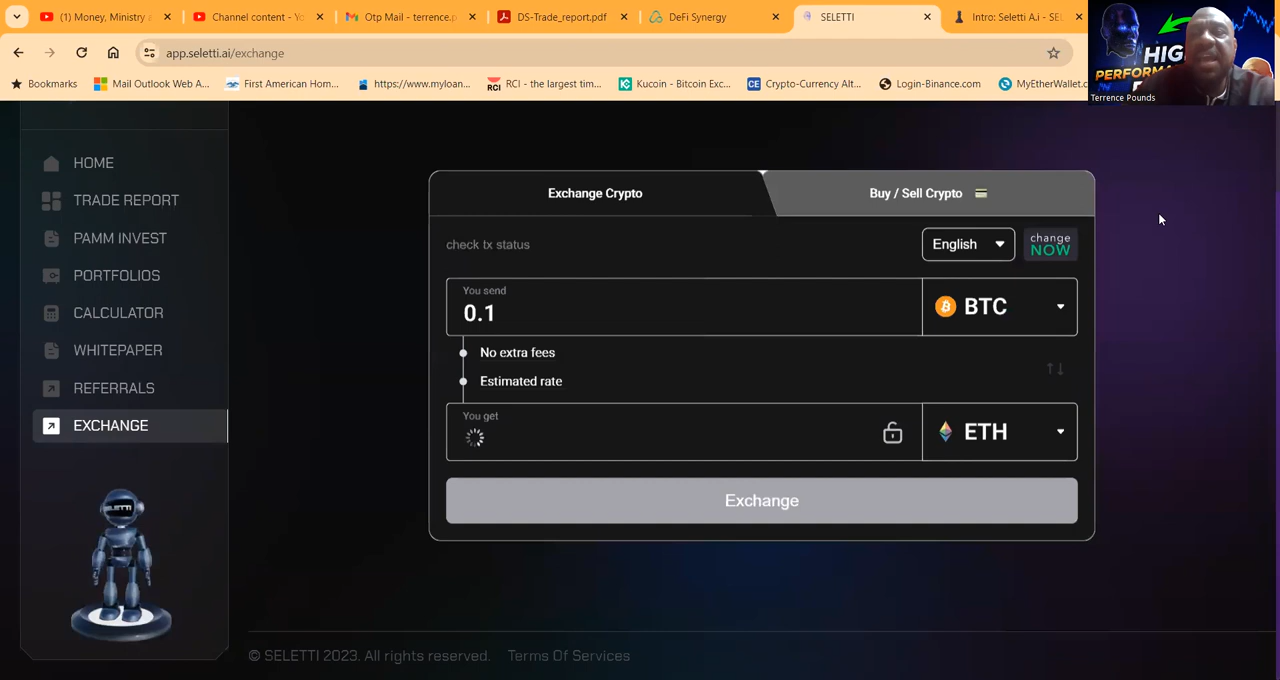 (1) Money, Ministry a
Channel content - Yo
Otp Mail - terrence.p
DS-Trade_report.pdf
DeFi Synergy
SELETTI
Intro: Seletti A.i - SEL
app.seletti.ai/exchange
Bookmarks
Mail Outlook Web A...
First American Hom...
https://www.myloan...
RCI
RCI - the largest tim...
Kucoin - Bitcoin Exc...
CE
Crypto-Currency Alt...
Login-Binance.com
MyEtherWallet.c
HIG
PERFORMA
Terrence Pounds
HOME
TRADE REPORT
PAMM INVEST
PORTFOLIOS
CALCULATOR
WHITEPAPER
REFERRALS
EXCHANGE
SELETTI
Exchange Crypto
Buy / Sell Crypto
check tx status
English
change
NOW
You send
0.1
BTC
No extra fees
Estimated rate
You get
ETH
Exchange
© SELETTI 2023. All rights reserved.
Terms Of Services